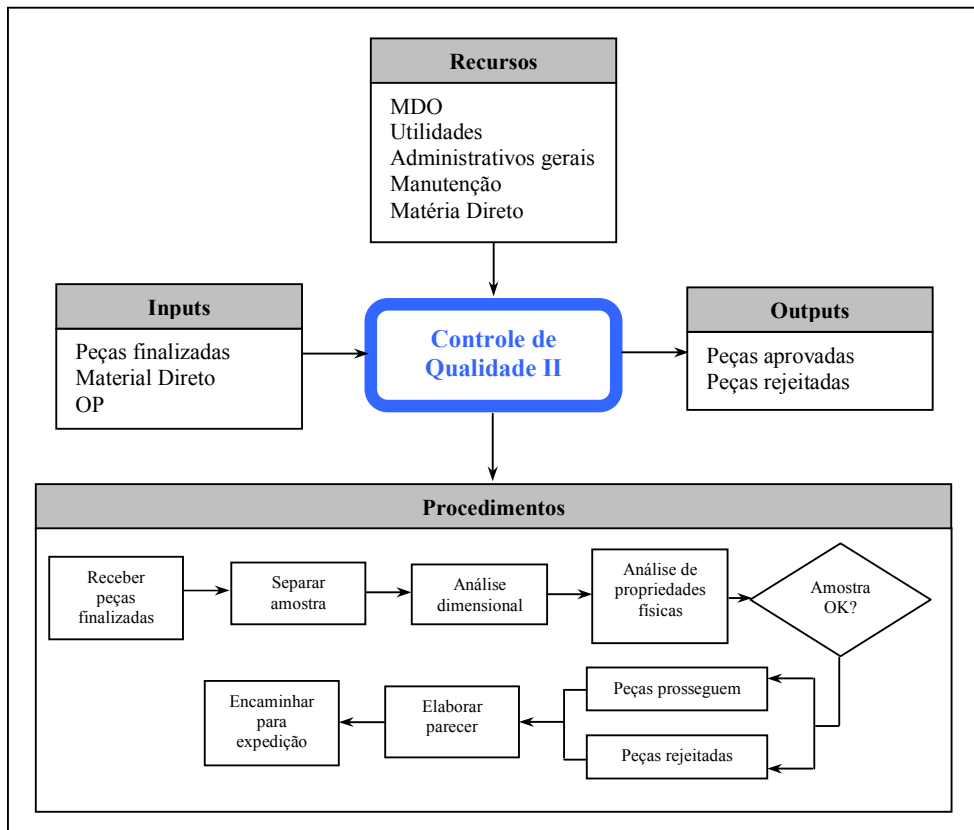 Recursos
MDO
Utilidades
Administrativos gerais
Manutenção
Matéria Direto
Inputs
Peças finalizadas
Material Direto
OP
Controle de
Qualidade II
Outputs
Peças aprovadas
Peças rejeitadas
Procedimentos
Receber
peças
finalizadas
Separar
amostra
Análise
dimensional
Análise de
propriedades
físicas
Amostra
OK?
Peças prosseguem
Peças rejeitadas
Elaborar
parecer
Encaminhar
para
expedição